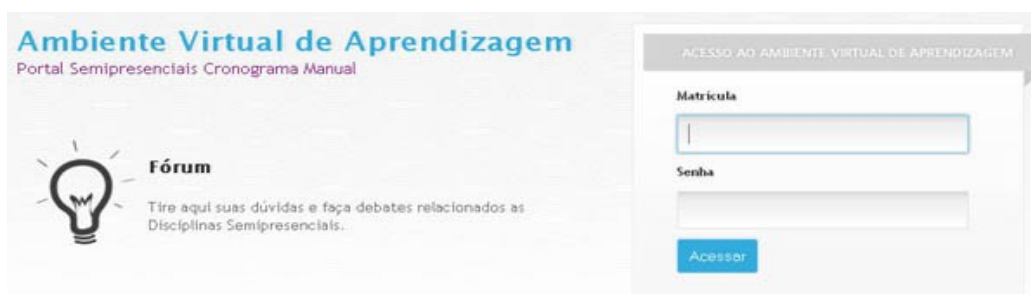 Ambiente Virtual de Aprendizagem
Portal Semipresenciais Cronograma Manual
Fórum
Tire aqui suas dúvidas e faça debates relacionados as
Disciplinas Semipresenciais.
ACESSO AO AMBIENTE VIRTUAL DE APRENDIZAGEM
Matrícula
Senha
Acessar